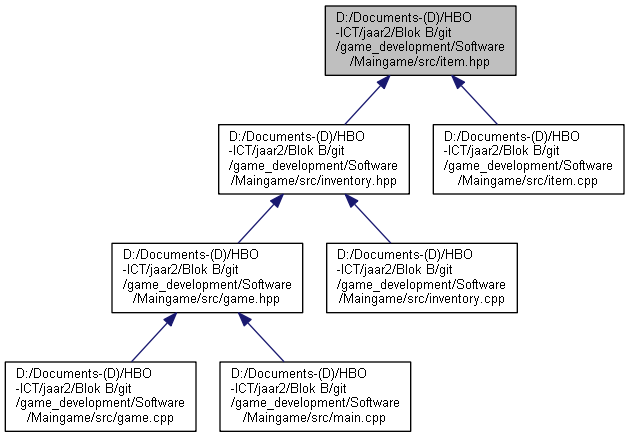 D:/Documents-(D)/HBO
-ICT/jaar2/Blok B/git
/game_development/Software
/Maingame/src/item.hpp
D:/Documents-(D)/HBO
-ICT/jaar2/Blok B/git
/game_development/Software
/Maingame/src/inventory.hpp
D:/Documents-(D)/HBO
-ICT/jaar2/Blok B/git
/game_development/Software
/Maingame/src/item.cpp
D:/Documents-(D)/HBO
-ICT/jaar2/Blok B/git
/game_development/Software
/Maingame/src/game.hpp
D:/Documents-(D)/HBO
-ICT/jaar2/Blok B/git
/game_development/Software
/Maingame/src/inventory.cpp
D:/Documents-(D)/HBO
-ICT/jaar2/Blok B/git
/game_development/Software
/Maingame/src/game.cpp
D:/Documents-(D)/HBO
-ICT/jaar2/Blok B/git
/game_development/Software
/Maingame/src/main.cpp